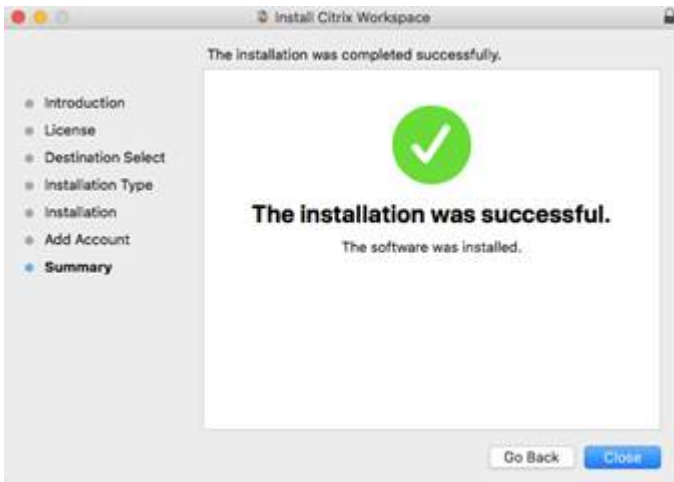 Install Citrix Workspace
The installation was completed successfully.
Introduction
License
Destination Select
Installation Type
Installation
Add Account
Summary
The installation was successful.
The software was installed.
Go Back
Close